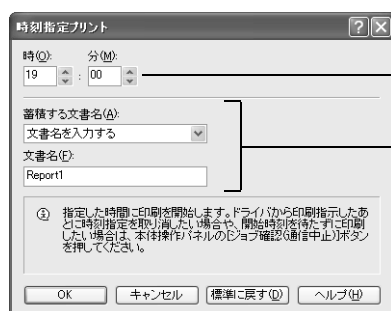 時刻指定プリント
時(O): 分(M):
19 : 00
蓄積する文書名(A):
文書名を入力する
文書名(F):
Report1
指定した時間に印刷を開始します。ドライバから印刷指示したあ
とに時刻指定を取り消したい場合や、開始時刻を待たずに印刷
したい場合は、本体操作パネルの[ジョブ確認(通信中止)]ボタン
を押してください。
OK キャンセル 標準に戻す(D) ヘルプ(H)